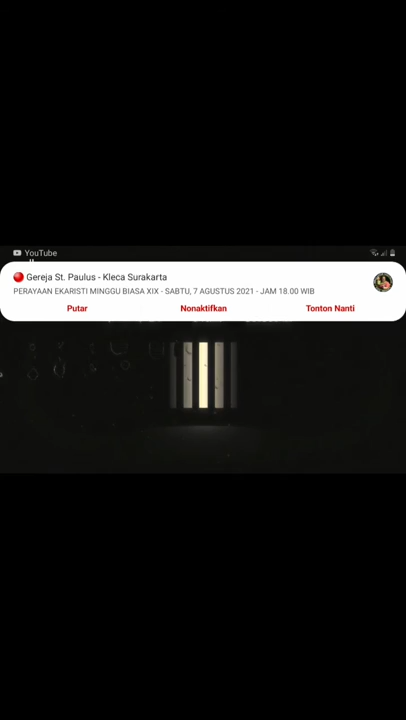 YouTube
Gereja St. Paulus - Kleca Surakarta
PERAYAAN EKARISTI MINGGU BIASA XIX - SABTU, 7 AGUSTUS 2021 - JAM 18.00 WIB
Putar Nonaktifkan Tonton Nanti